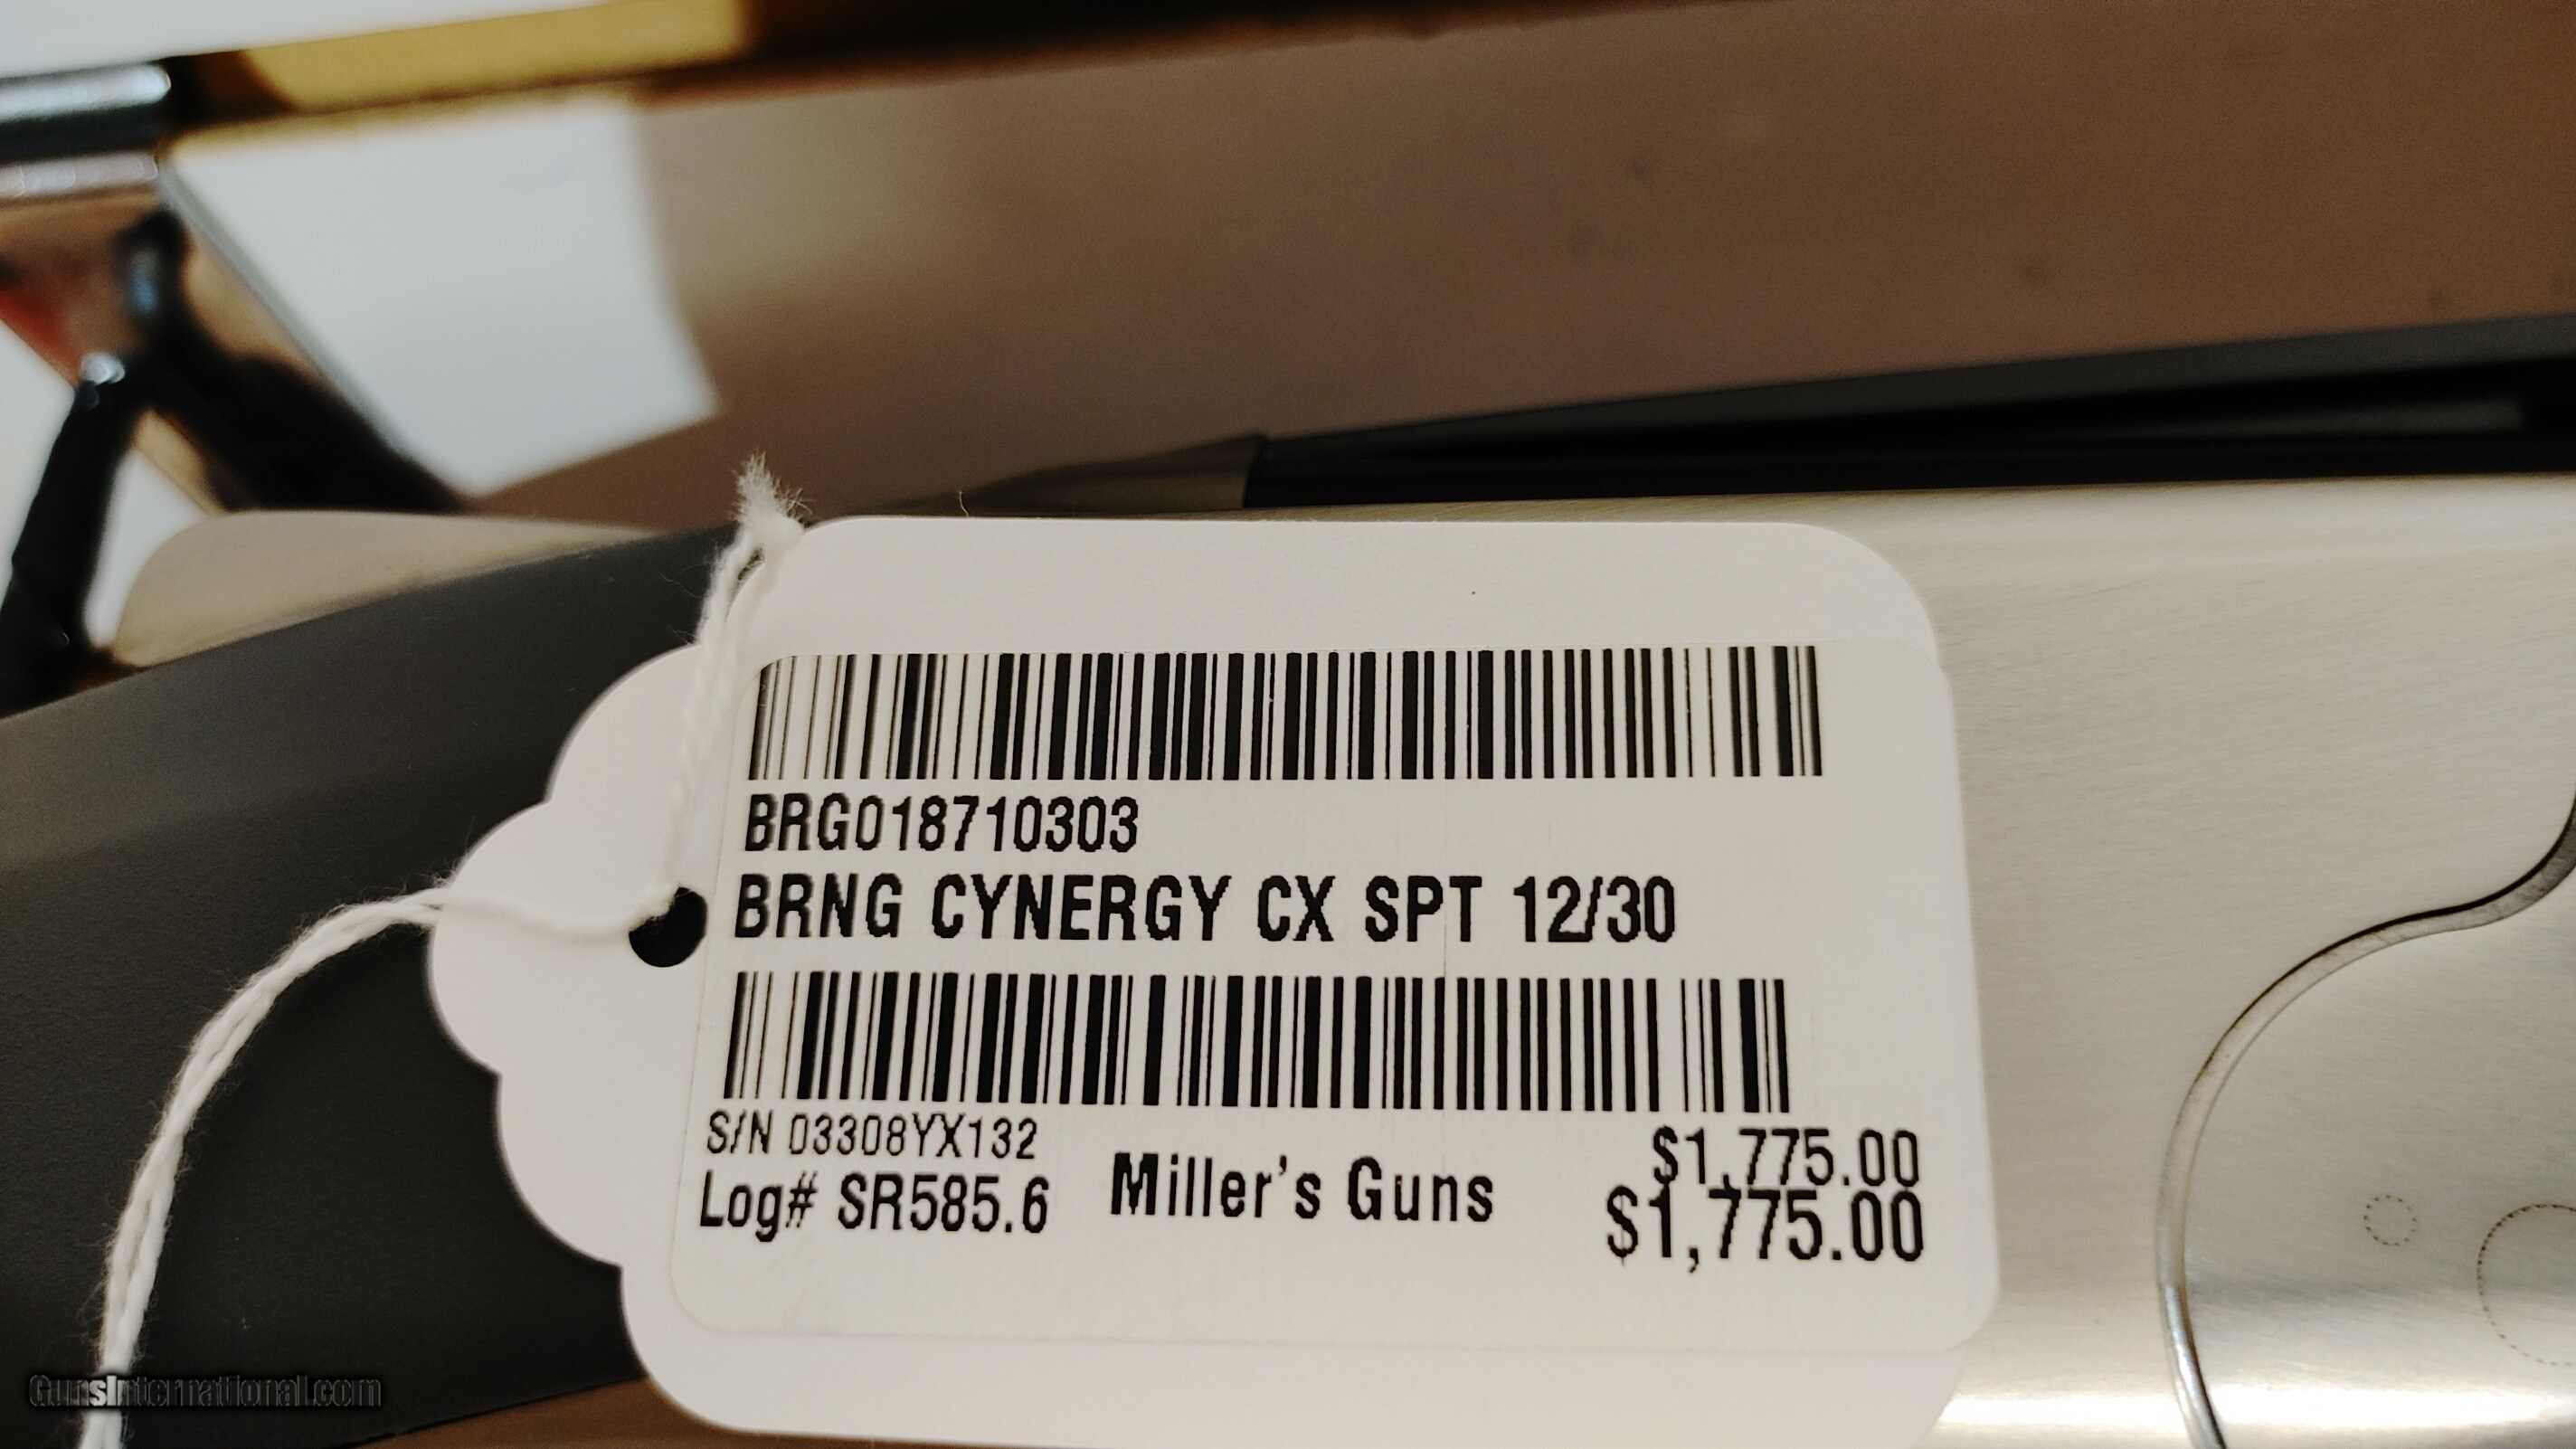 BRG018710303
BRNG CYNERGY CX SPT 12/30
S/N 03308YX132
Log# SR585.6
Miller's Guns
$1,775.00
$1,775.00
GunsInternational.com